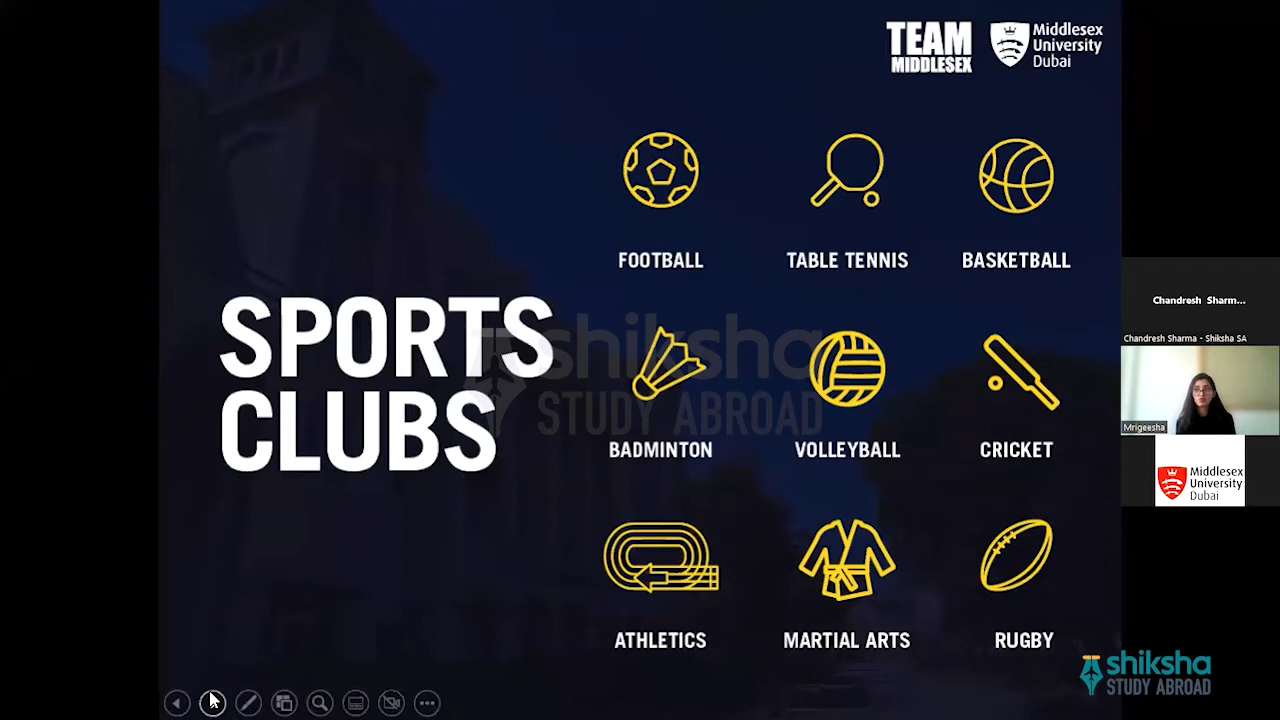 TEAM
MIDDLESEX
Middlesex
University
Dubai
FOOTBALL
TABLE TENNIS
BASKETBALL
SPORTS
CLUBS
shiksha
STUDY ABROAD
BADMINTON
VOLLEYBALL
CRICKET
ATHLETICS
MARTIAL ARTS
RUGBY
Chandresh Sharm...
Chandresh Sharma - Shiksha SA
Mrigeesha
Middlesex
University
Dubai
shiksha
STUDY ABROAD